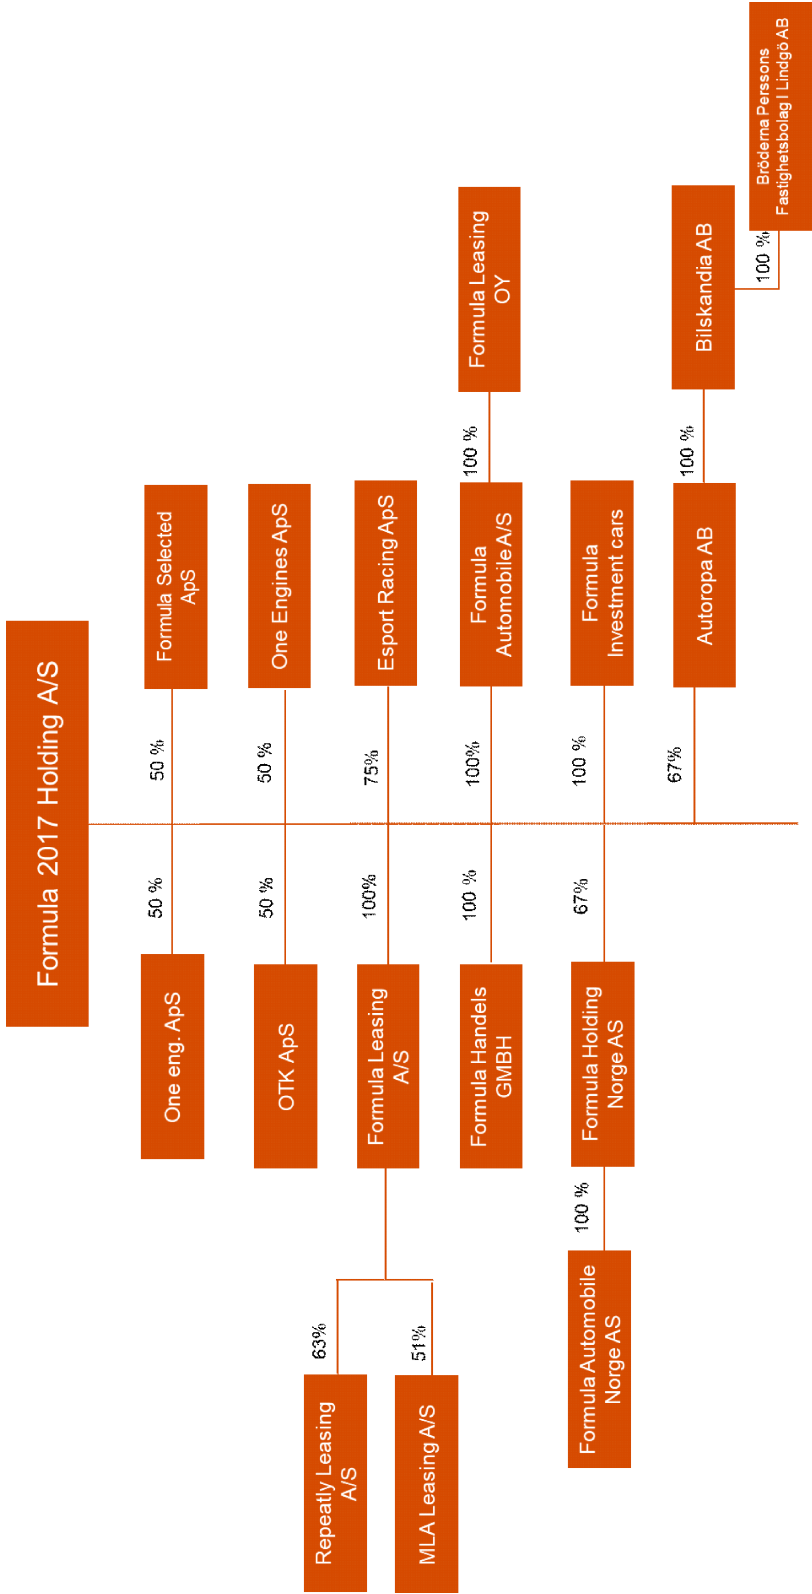 Formula 2017 Holding A/S
One eng. ApS
50 %
50 %
Formula Selected
ApS
OTK ApS
50 %
50 %
One Engines ApS
Repeatly Leasing
A/S
63%
MLA Leasing A/S
51%
Formula Leasing
A/S
100%
75%
Esport Racing ApS
Formula Handels
GMBH
100 %
100%
Formula
Automobile A/S
100 %
Formula Leasing
OY
Formula Automobile
Norge AS
100 %
Formula Holding
Norge AS
67%
100 %
Formula
Investment cars
67%
Autoropa AB
100 %
Bilskandia AB
100 %
Bröderna Perssons
Fastighetsbolag I Lindgö AB